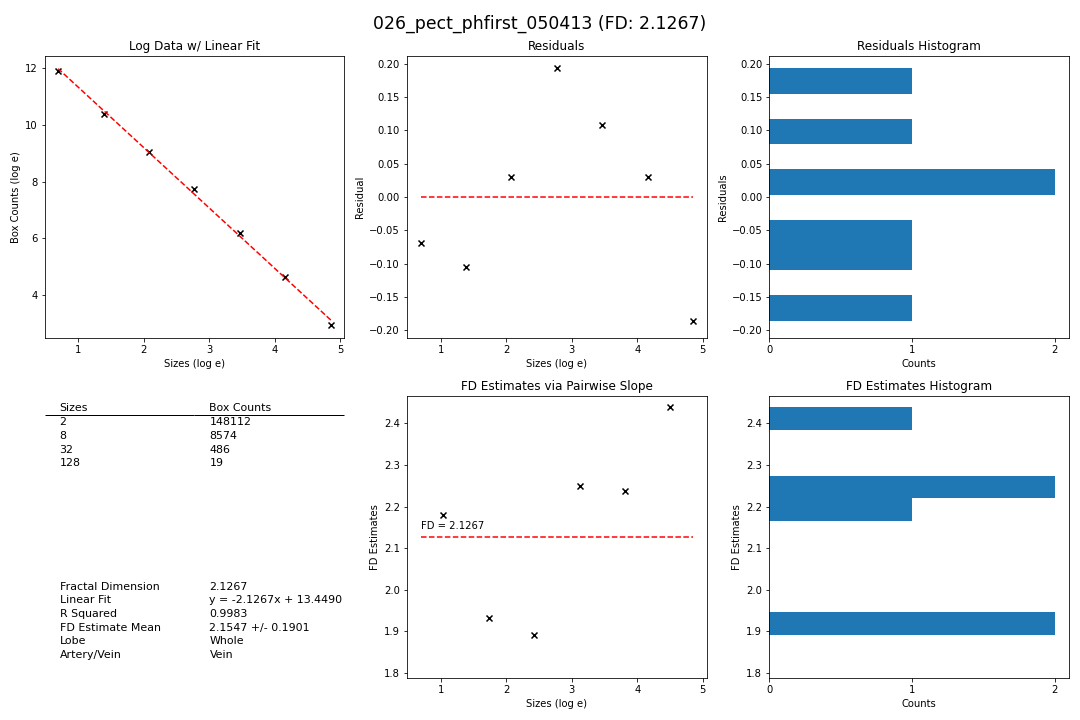 026_pect_phfirst_050413 (FD: 2.1267)
Log Data w/ Linear Fit
12
10
8
6
4
Box Counts (log e)
1 2 3 4 5
Sizes (log e)
Residuals
0.20
0.15
0.10
0.05
0.00
−0.05
−0.10
−0.15
−0.20
Residual
1 2 3 4 5
Sizes (log e)
Residuals Histogram
0.20
0.15
0.10
0.05
0.00
−0.05
−0.10
−0.15
−0.20
Residuals
0 1 2
Counts
Sizes Box Counts
2 148112
8 8574
32 486
128 19
Fractal Dimension 2.1267
Linear Fit y = -2.1267x + 13.4490
R Squared 0.9983
FD Estimate Mean 2.1547 +/- 0.1901
Lobe Whole
Artery/Vein Vein
FD Estimates via Pairwise Slope
2.4
2.3
2.2
2.1
2.0
1.9
1.8
FD Estimates
FD = 2.1267
1 2 3 4 5
Sizes (log e)
FD Estimates Histogram
2.4
2.3
2.2
2.1
2.0
1.9
1.8
FD Estimates
0 1 2
Counts